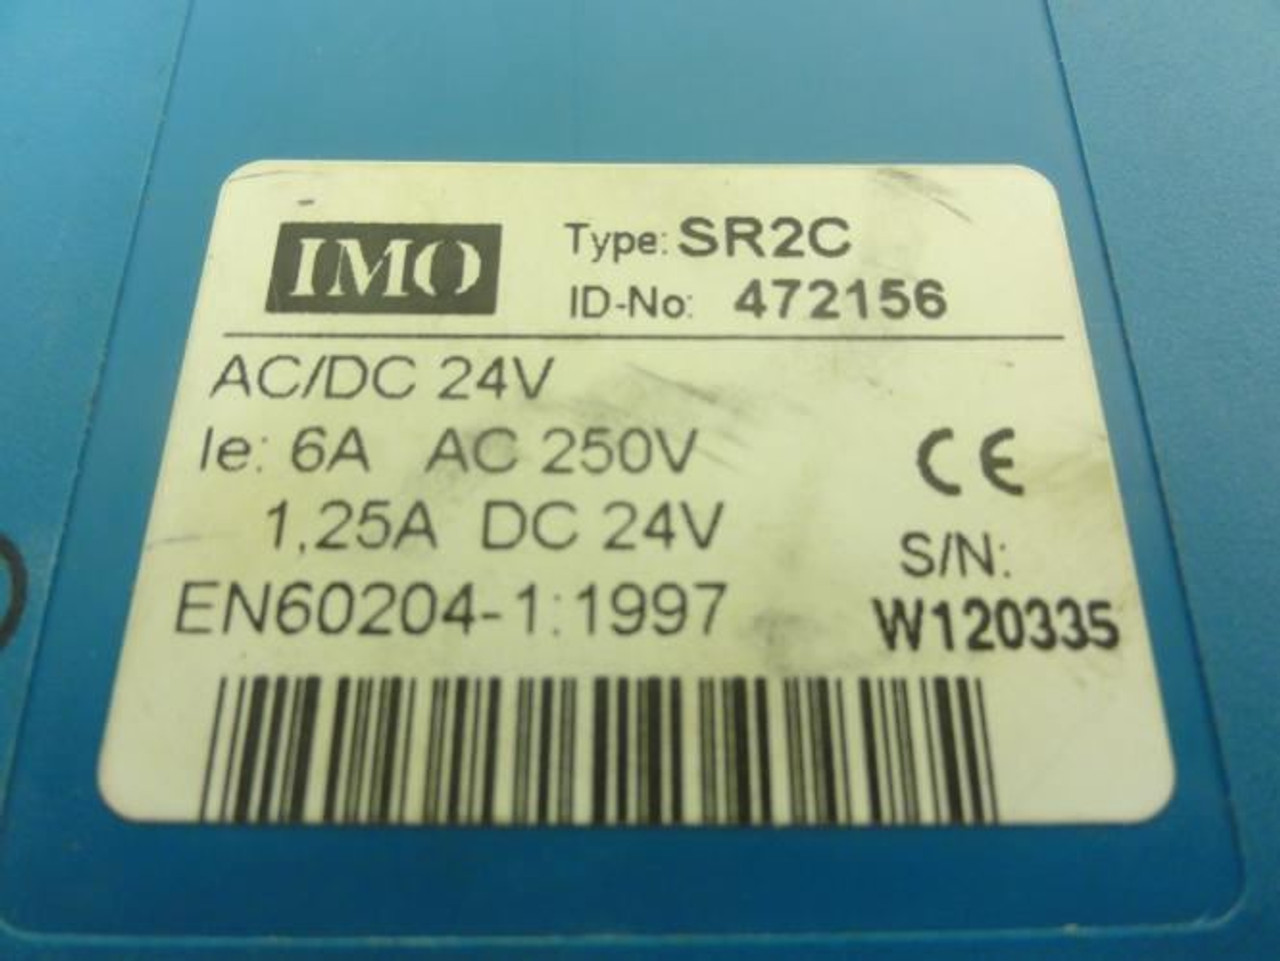 IMO
Type: SR2C
ID-No: 472156
AC/DC 24V
Ie: 6A AC 250V
1,25A DC 24V
EN60204-1:1997
CE
S/N:
W120335